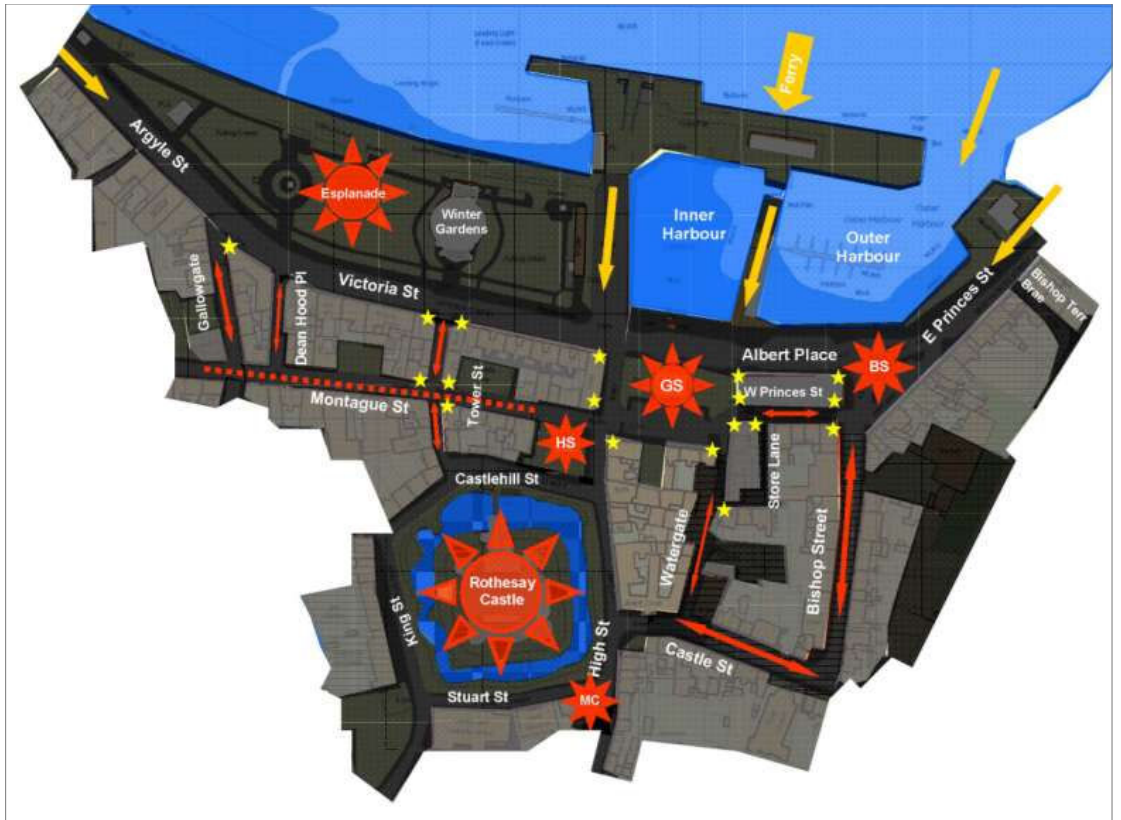 Ferry
Argyle St
Esplanade
Winter
Gardens
Inner
Harbour
Outer
Harbour
Victoria St
Gallowgate
Dean Hood Pl
E Princes St
Bishop Terr
Brae
Albert Place
BS
GS
W Princes St
Tower St
Montague St
HS
Store Lane
Castlehill St
Watergate
Bishop Street
Rothesay
Castle
King St
High St
Castle St
Stuart St
MC